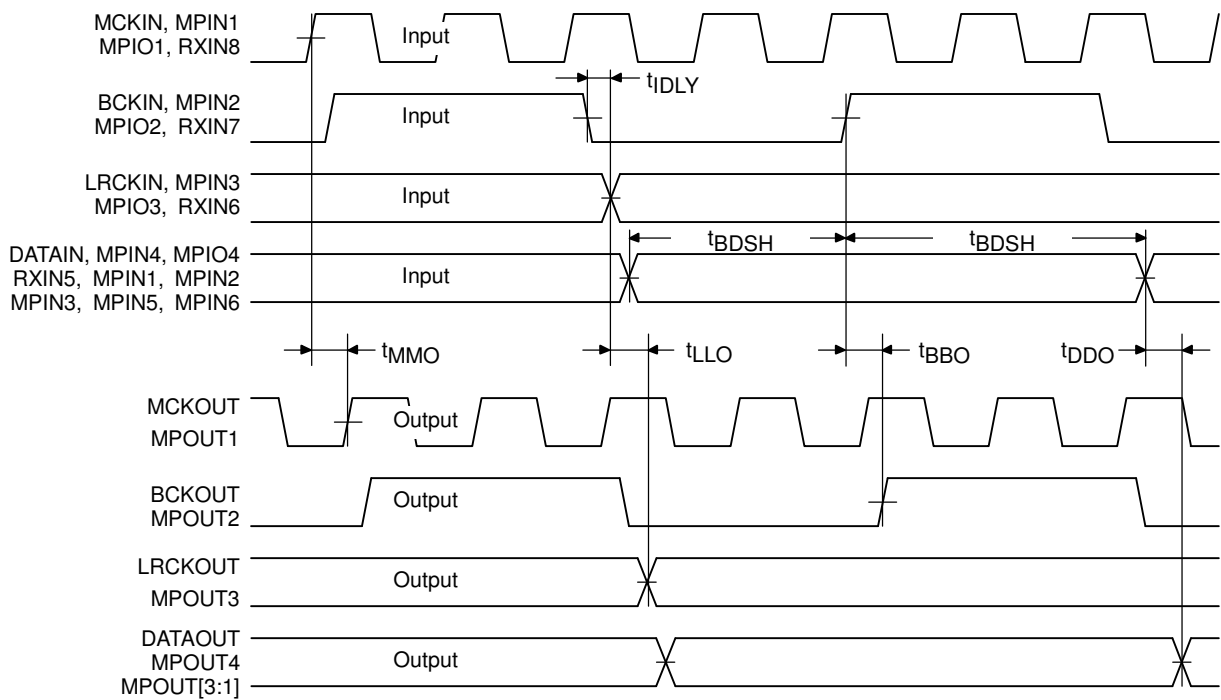 MCKIN, MPIN1
MPIO1, RXIN8
Input
tIDLY
BCKIN, MPIN2
MPIO2, RXIN7
Input
LRCKIN, MPIN3
MPIO3, RXIN6
Input
tBDSH
tBDSH
DATAIN, MPIN4, MPIO4
RXIN5, MPIN1, MPIN2
MPIN3, MPIN5, MPIN6
Input
tMMO
tLLO
tBBO
tDDO
MCKOUT
MPOUT1
Output
BCKOUT
MPOUT2
Output
LRCKOUT
MPOUT3
Output
DATAOUT
MPOUT4
MPOUT[3:1]
Output